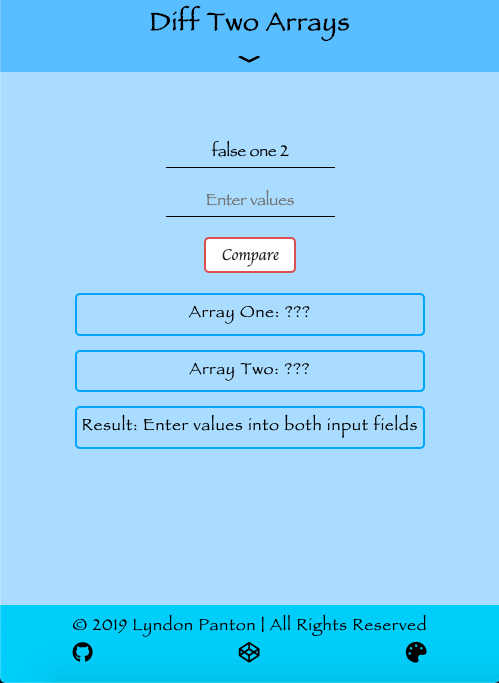 Diff Two Arrays
false one 2
Enter values
Compare
Array One: ???
Array Two: ???
Result: Enter values into both input fields
© 2019 Lyndon Panton | All Rights Reserved